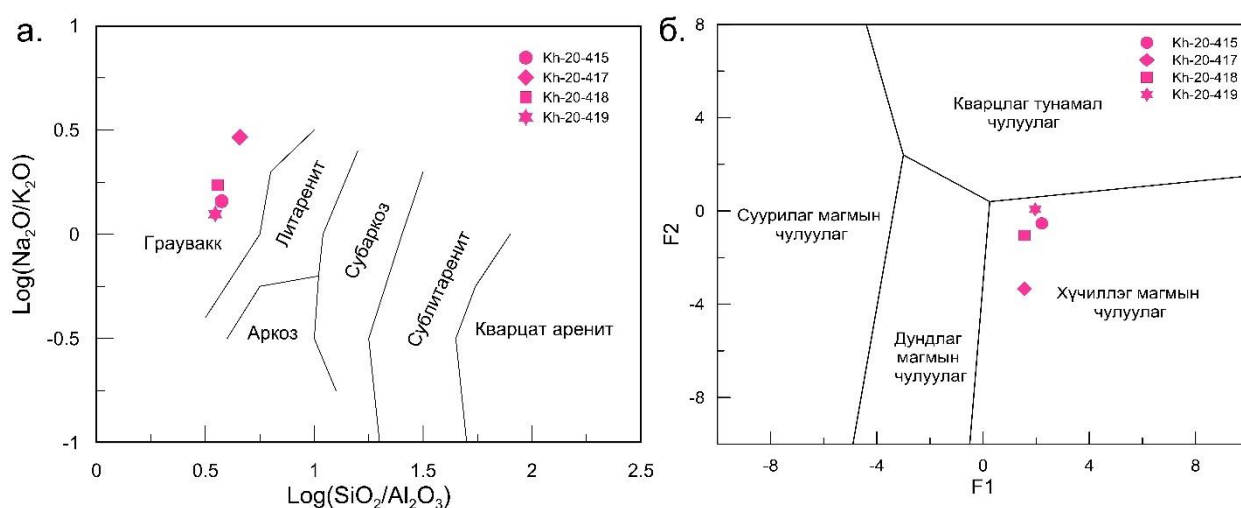 а.
1
0.5
0
-0.5
-1
0
0.5
1
1.5
2
2.5
Log(Na₂O/K₂O)
Log(SiO₂/Al₂O₃)
Kh-20-415
Kh-20-417
Kh-20-418
Kh-20-419
Граувакк
Литаренит
Аркоз
Субаркоз
Сублитаренит
Кварцат аренит
б.
8
4
0
-4
-8
-8
-4
0
4
8
F2
F1
Kh-20-415
Kh-20-417
Kh-20-418
Kh-20-419
Кварцлаг тунамал
чулуулаг
Суурилаг магмын
чулуулаг
Дундлаг
магмын
чулуулаг
Хүчиллэг магмын
чулуулаг